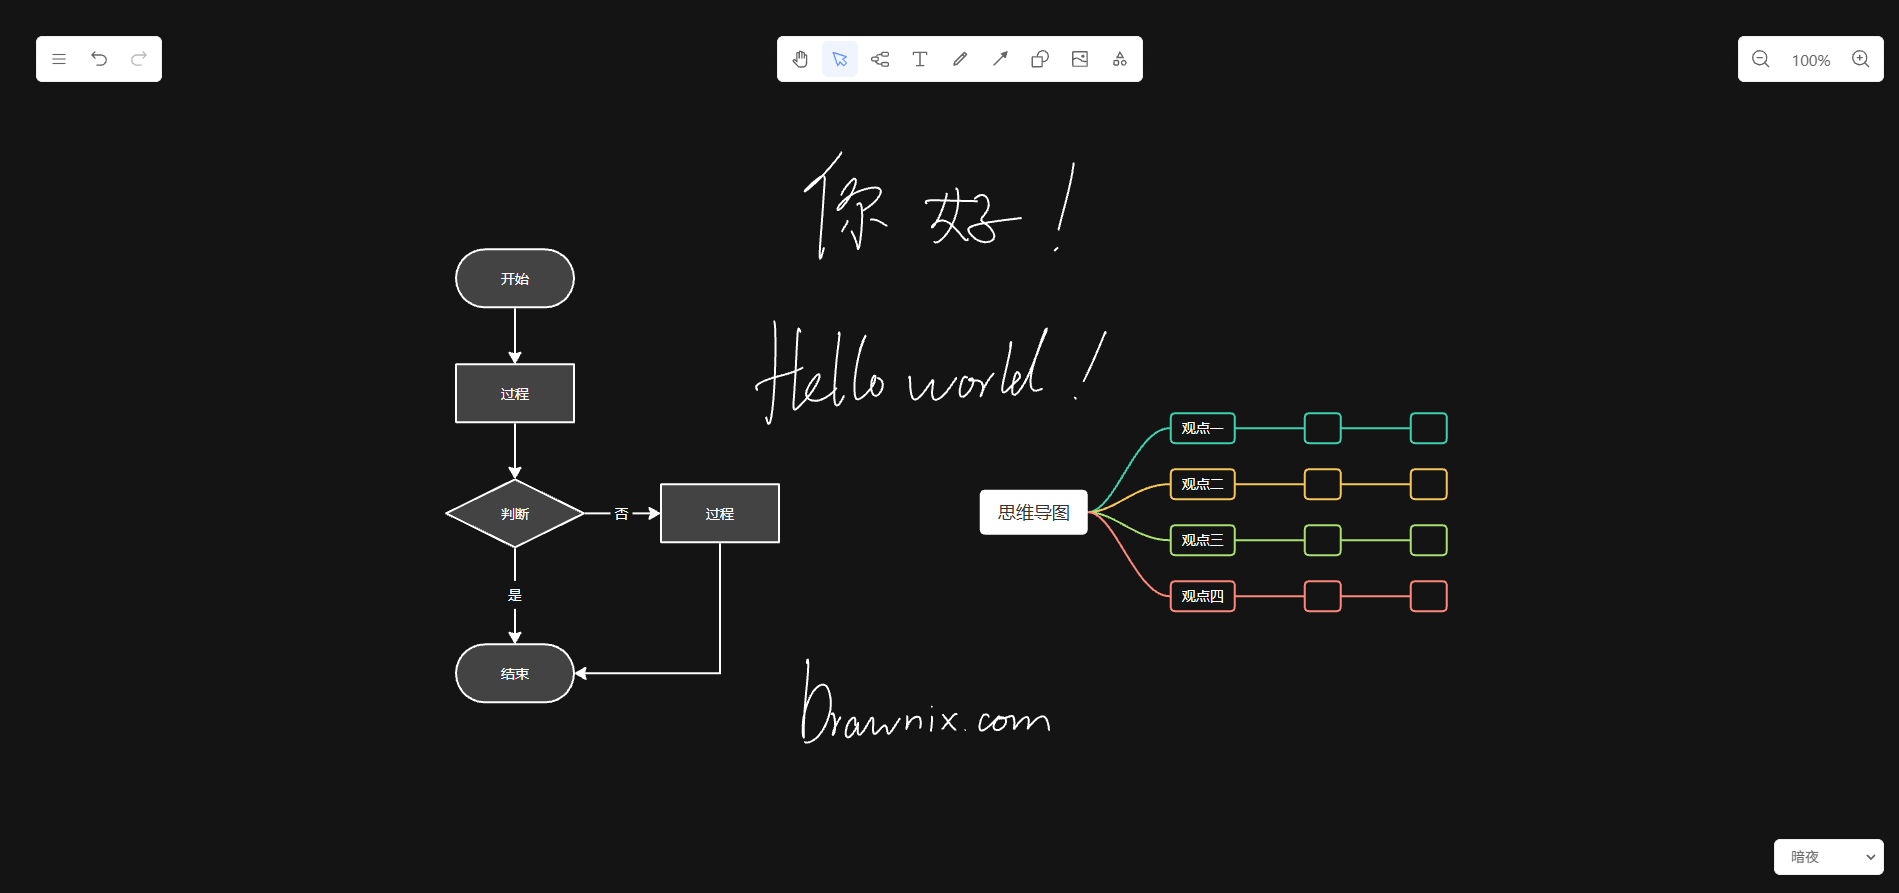 100%
你好！
开始
过程
Hello world !
观点一
观点二
判断
否
过程
思维导图
观点三
是
观点四
结束
Drawnix.com
暗夜